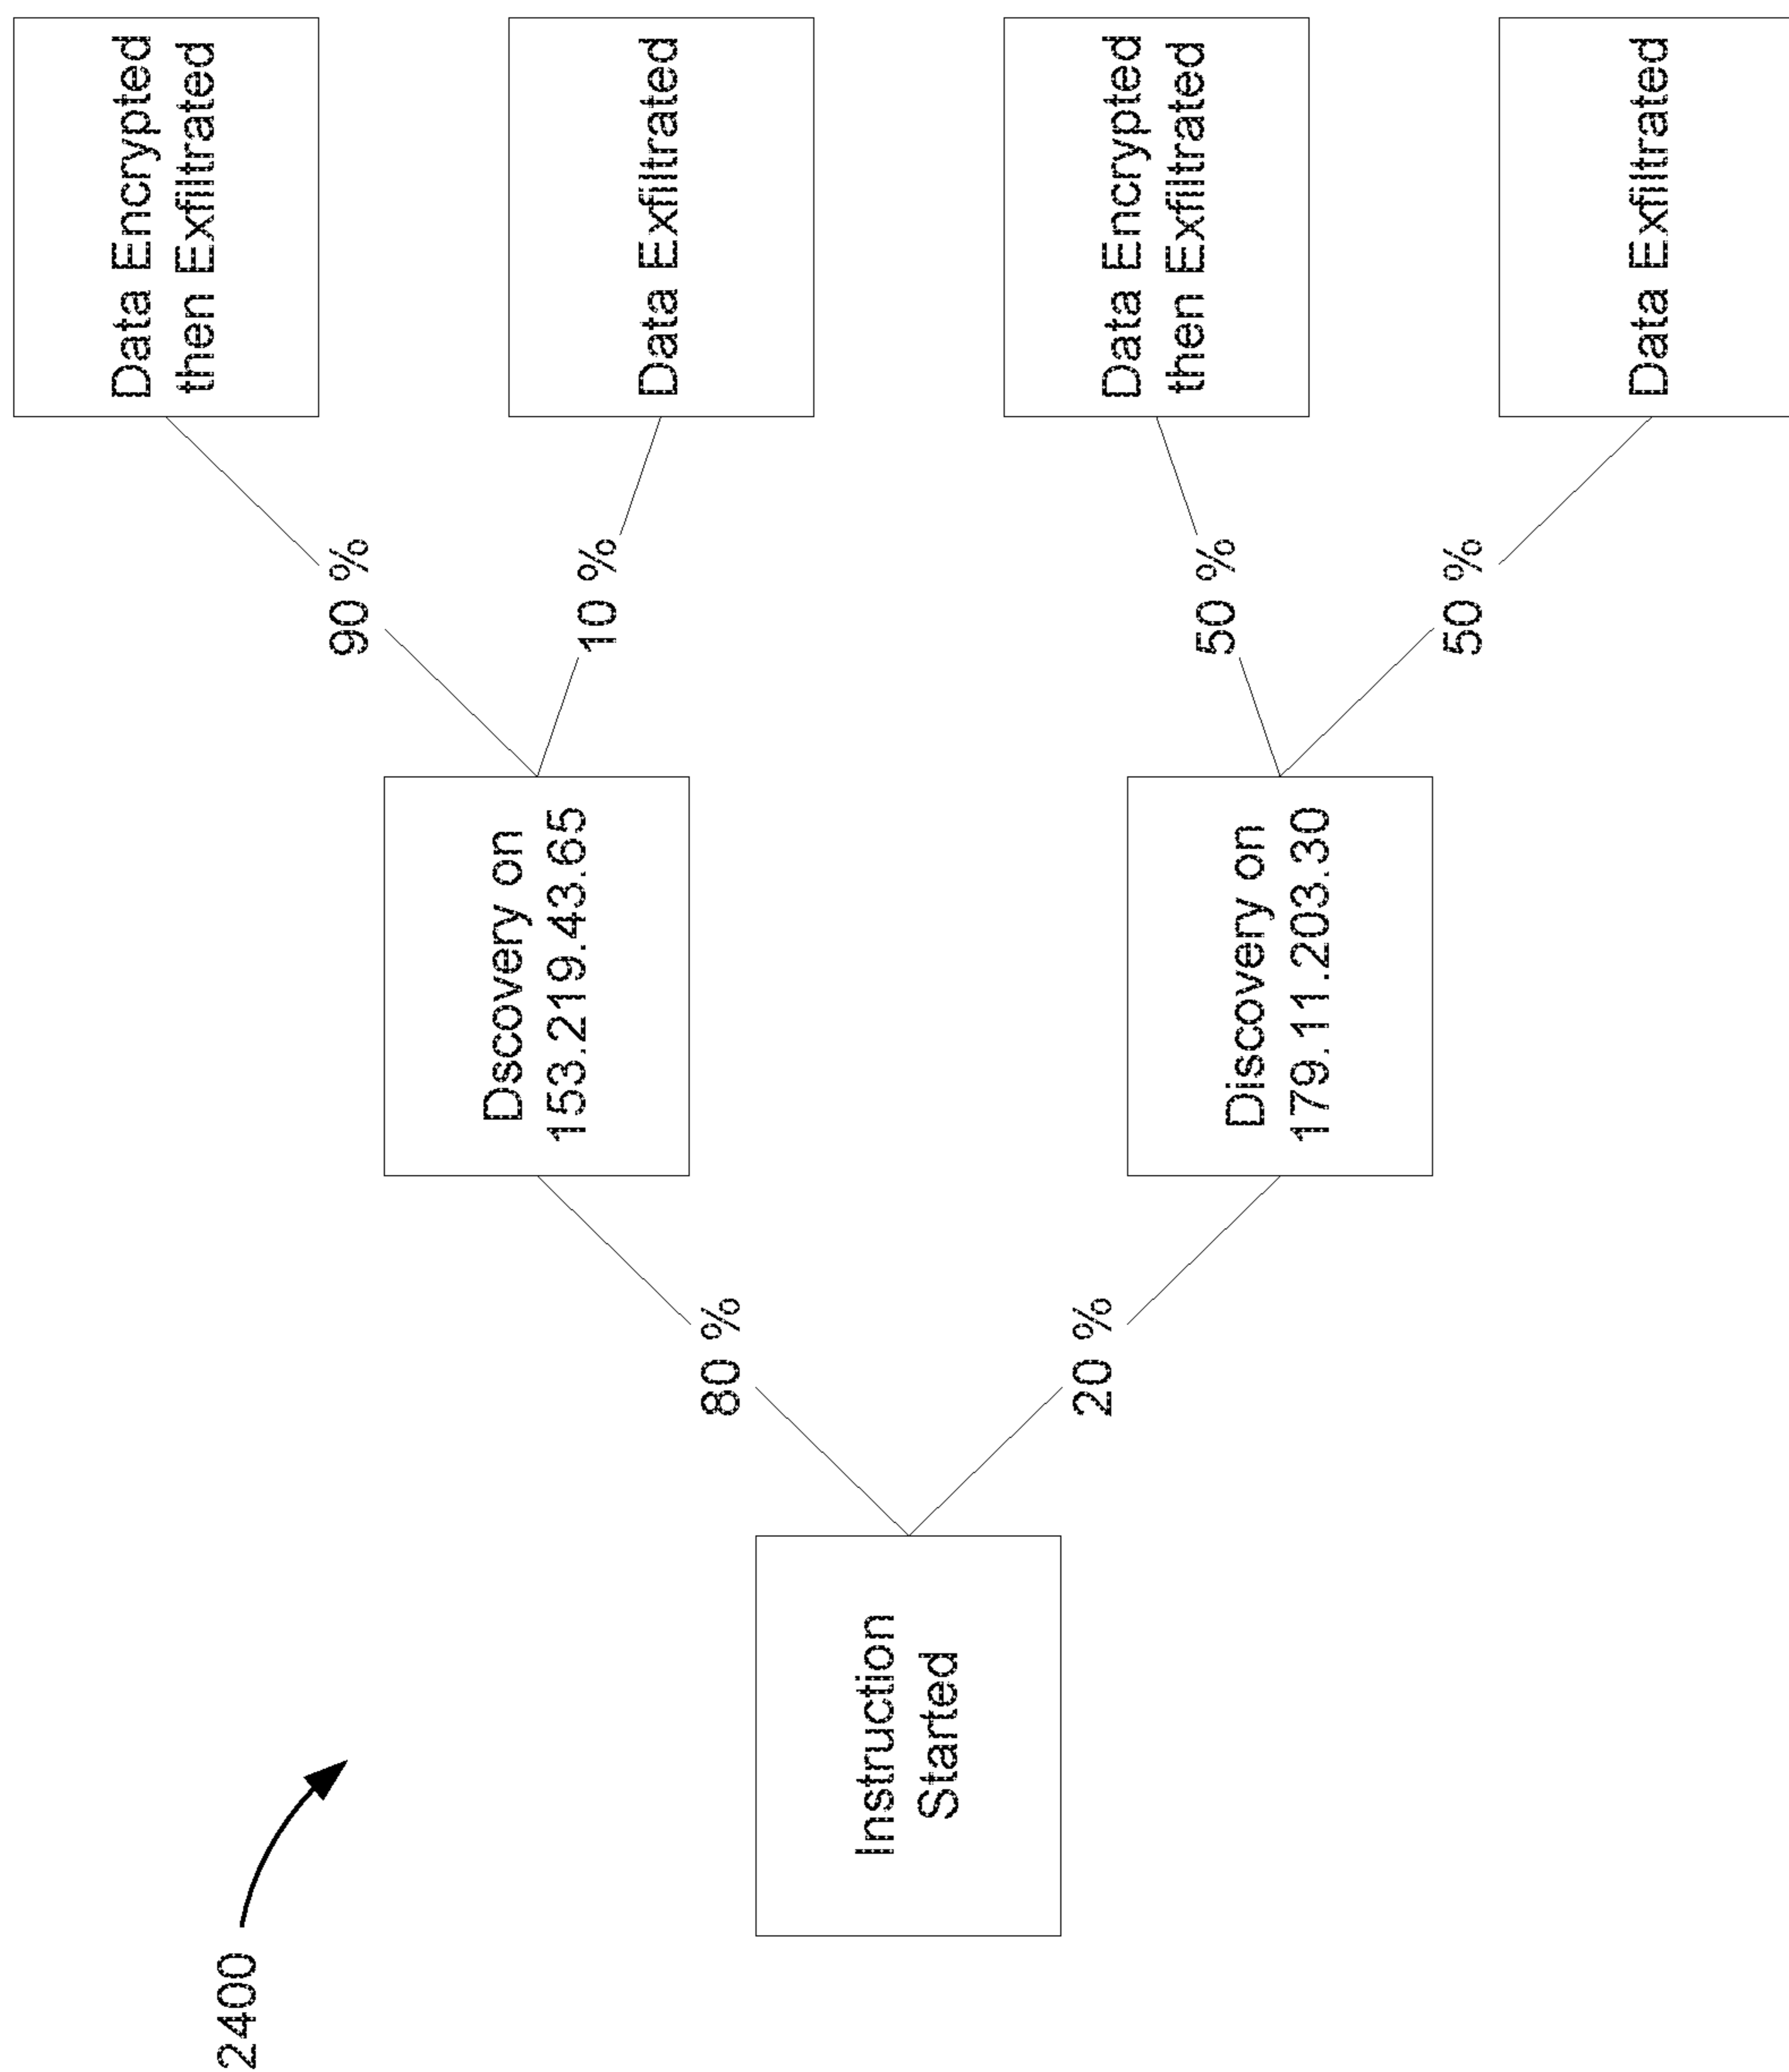 2400
Instruction
Started
80 %
20 %
Dscovery on
153.219.43.65
Discovery on
179.11.203.30
90 %
10 %
50 %
50 %
Data Encrypted
then Exfiltrated
Data Exfiltrated
Data Encrypted
then Exfiltrated
Data Exfiltrated